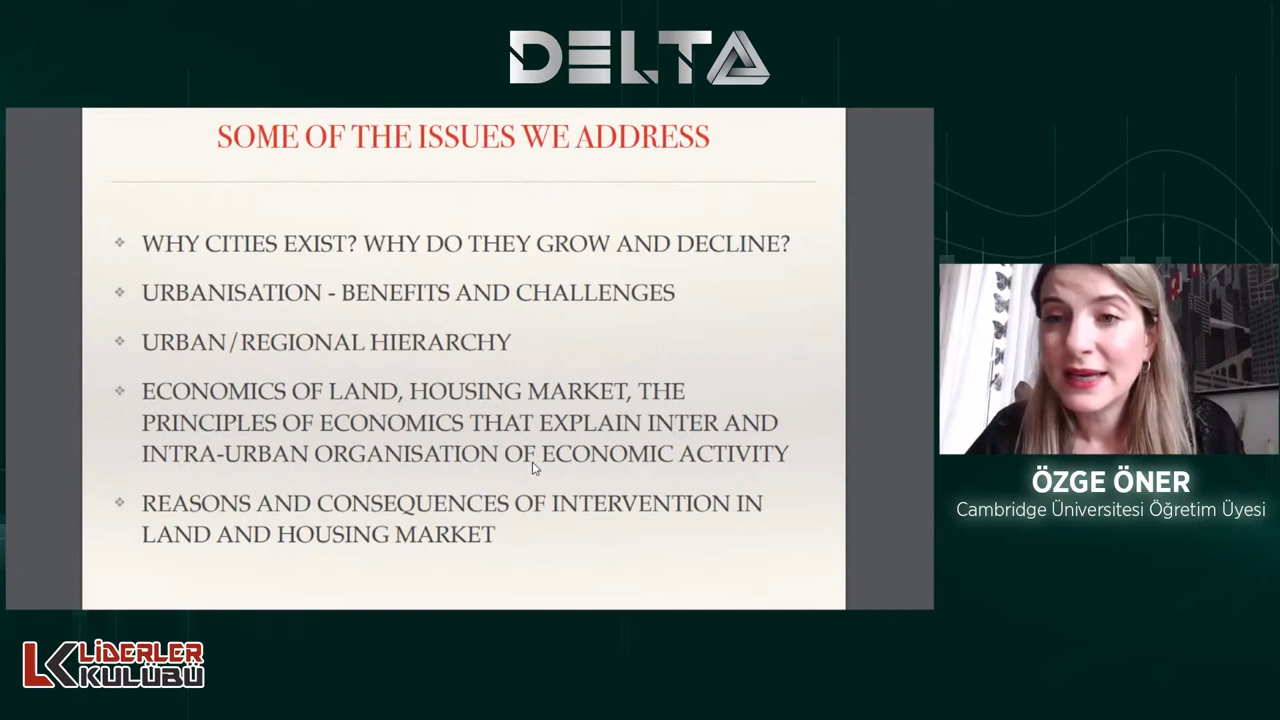 DELTA
SOME OF THE ISSUES WE ADDRESS
WHY CITIES EXIST? WHY DO THEY GROW AND DECLINE?
URBANISATION - BENEFITS AND CHALLENGES
URBAN/REGIONAL HIERARCHY
ECONOMICS OF LAND, HOUSING MARKET, THE
PRINCIPLES OF ECONOMICS THAT EXPLAIN INTER AND
INTRA-URBAN ORGANISATION OF ECONOMIC ACTIVITY
REASONS AND CONSEQUENCES OF INTERVENTION IN
LAND AND HOUSING MARKET
ÖZGE ÖNER
Cambridge Üniversitesi Öğretim Üyesi
LK LİDERLER
KULÜBÜ